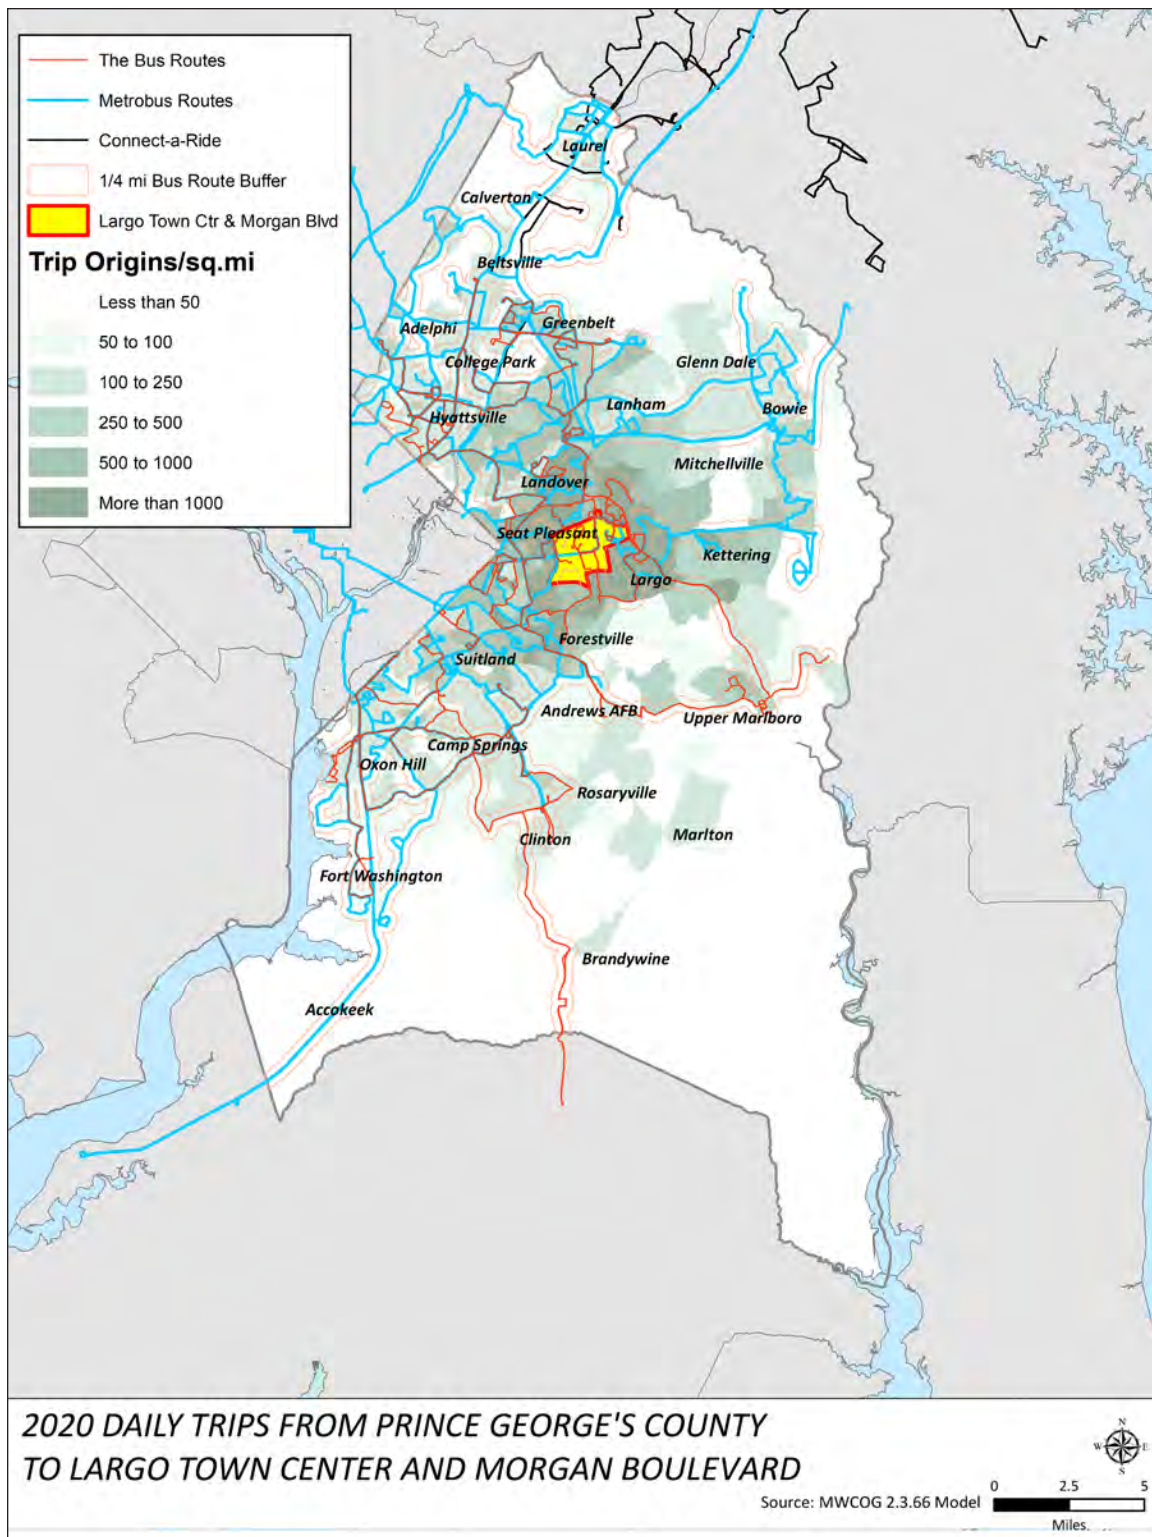 The Bus Routes
Metrobus Routes
Connect-a-Ride
1/4 mi Bus Route Buffer
Largo Town Ctr & Morgan Blvd
Trip Origins/sq.mi
Less than 50
50 to 100
100 to 250
250 to 500
500 to 1000
More than 1000
Laurel
Calverton
Beltsville
Adelphi
Greenbelt
College Park
Glenn Dale
Hyattsville
Lanham
Bowie
Landover
Mitchellville
Seat Pleasant
Kettering
Largo
Forestville
Suitland
Andrews AFB
Upper Marlboro
Camp Springs
Oxon Hill
Rosaryville
Clinton
Marlton
Fort Washington
Brandywine
Accokeek
2020 DAILY TRIPS FROM PRINCE GEORGE'S COUNTY
TO LARGO TOWN CENTER AND MORGAN BOULEVARD
N
W E
S
0 2.5 5
Source: MWCOG 2.3.66 Model
Miles